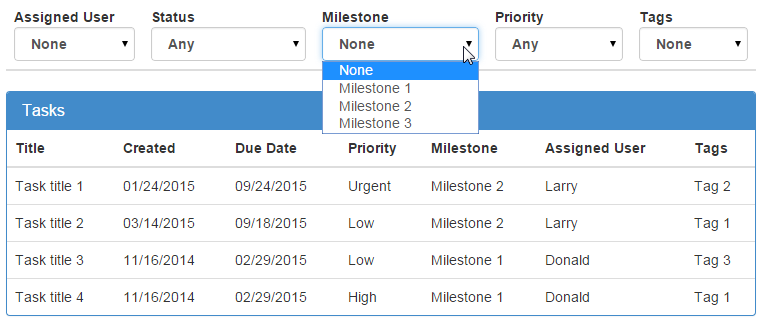 Assigned User Status Milestone Priority Tags
None Any None Any None
None
Milestone 1
Milestone 2
Milestone 3
Tasks
Title Created Due Date Priority Milestone Assigned User Tags
Task title 1 01/24/2015 09/24/2015 Urgent Milestone 2 Larry Tag 2
Task title 2 03/14/2015 09/18/2015 Low Milestone 2 Larry Tag 1
Task title 3 11/16/2014 02/29/2015 Low Milestone 1 Donald Tag 3
Task title 4 11/16/2014 02/29/2015 High Milestone 1 Donald Tag 1